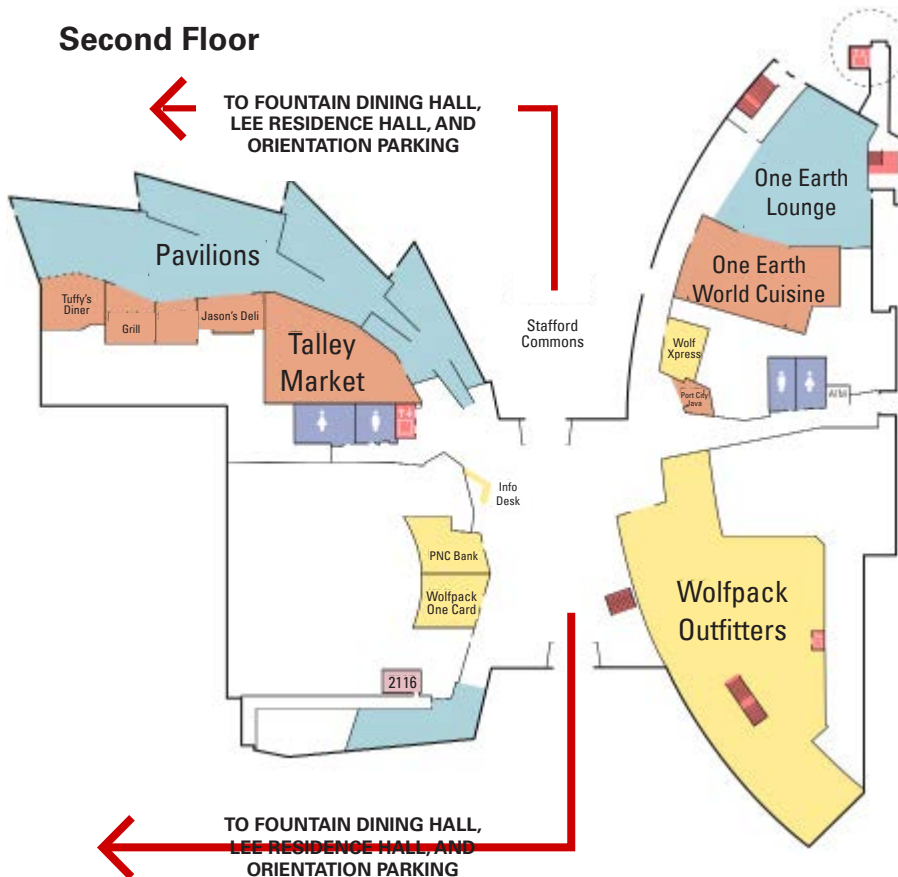 Second Floor
TO FOUNTAIN DINING HALL,
LEE RESIDENCE HALL, AND
ORIENTATION PARKING
One Earth
Lounge
Pavilions
One Earth
World Cuisine
Tuffy's
Diner
Grill
Jason's Deli
Talley
Market
Stafford
Commons
Wolf
Xpress
Port City
Java
Info
Desk
PNC Bank
Wolfpack
One Card
Wolfpack
Outfitters
2116
TO FOUNTAIN DINING HALL,
LEE RESIDENCE HALL, AND
ORIENTATION PARKING